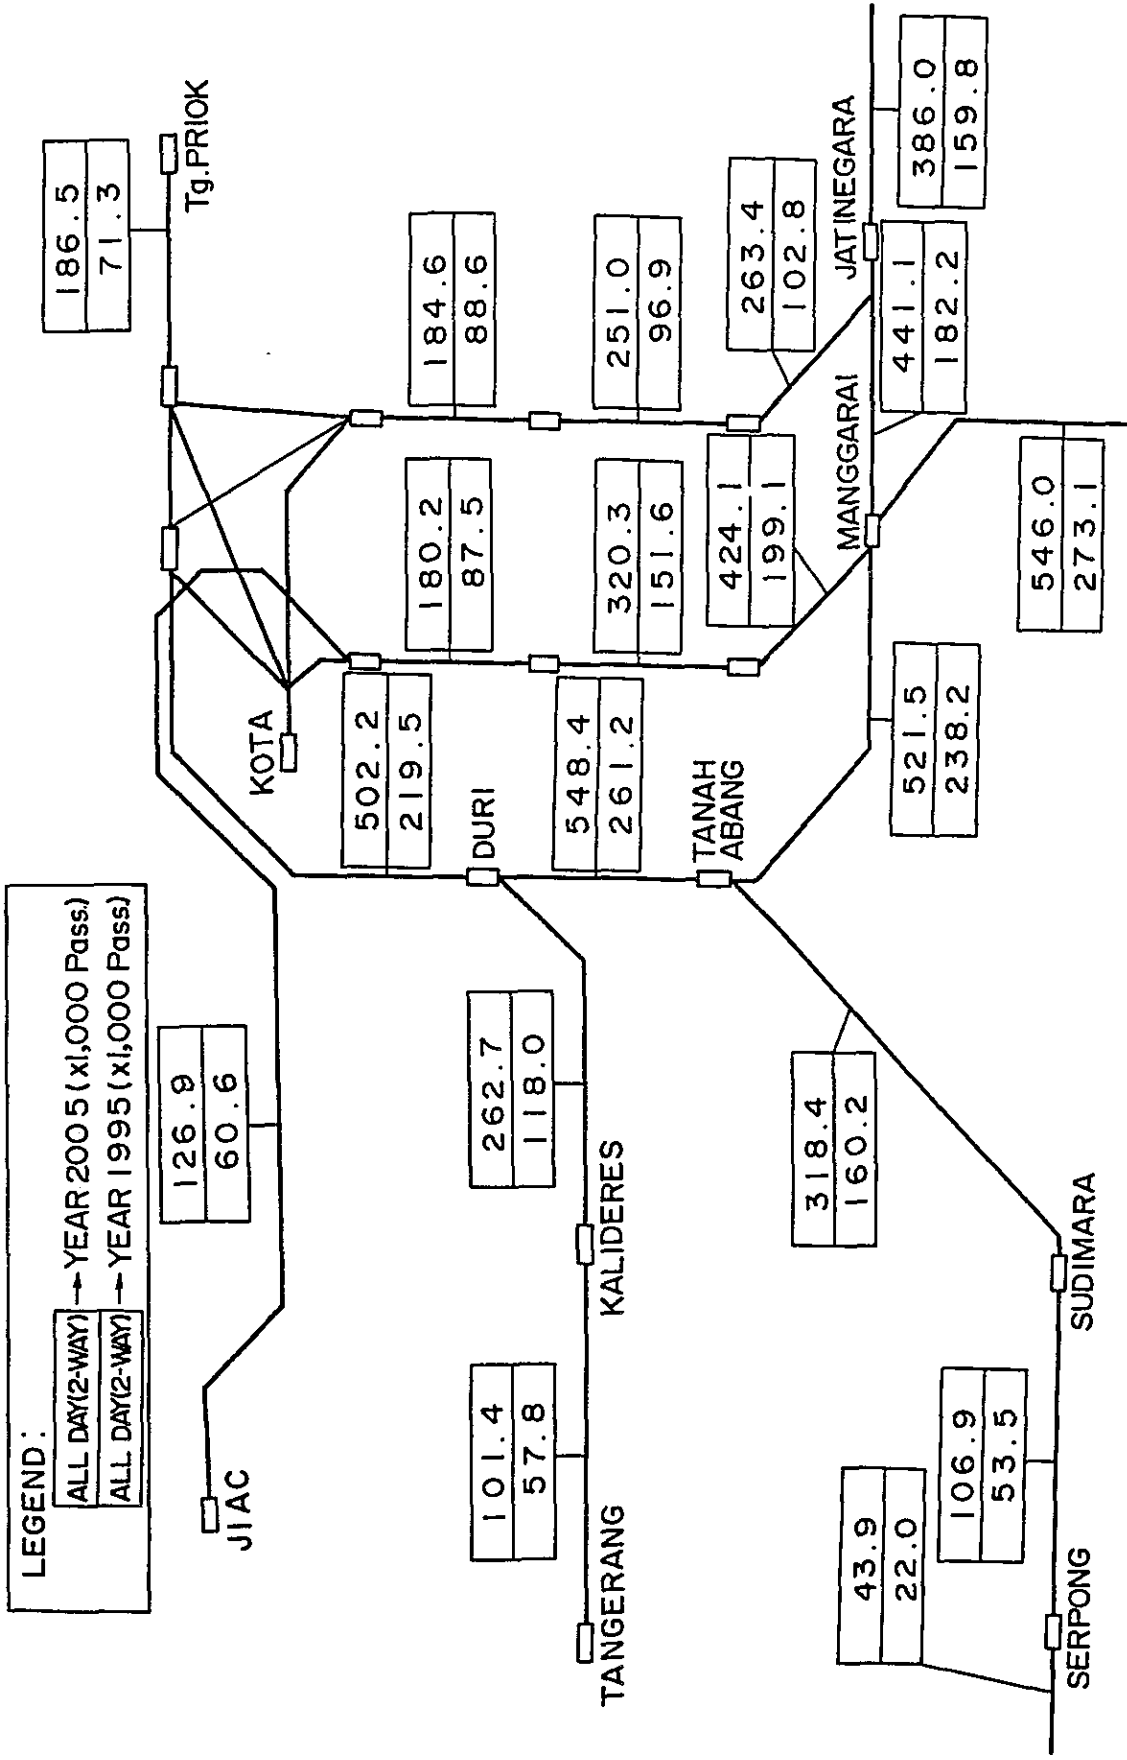 LEGEND:
ALL DAY(2-WAY) → YEAR 2005 (x1,000 Pass.)
ALL DAY(2-WAY) → YEAR 1995 (x1,000 Pass.)
JIAC
126.9
60.6
186.5
71.3
Tg.PRIOK
KOTA
184.6
88.6
180.2
87.5
502.2
219.5
DURI
TANGERANG
101.4
57.8
KALIDERES
262.7
118.0
548.4
261.2
320.3
151.6
251.0
96.9
TANAH
ABANG
424.1
199.1
263.4
102.8
MANGGARAI
JATINEGARA
441.1
182.2
386.0
159.8
521.5
238.2
546.0
273.1
318.4
160.2
SUDIMARA
106.9
53.5
43.9
22.0
SERPONG